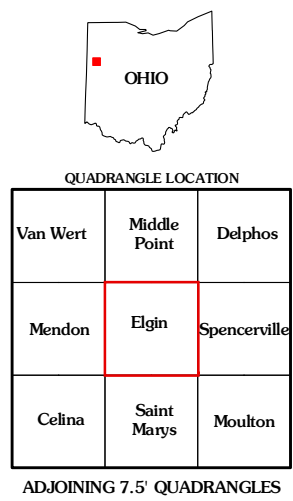 OHIO
QUADRANGLE LOCATION
Van Wert
Middle
Point
Delphos
Mendon
Elgin
Spencerville
Celina
Saint
Marys
Moulton
ADJOINING 7.5' QUADRANGLES